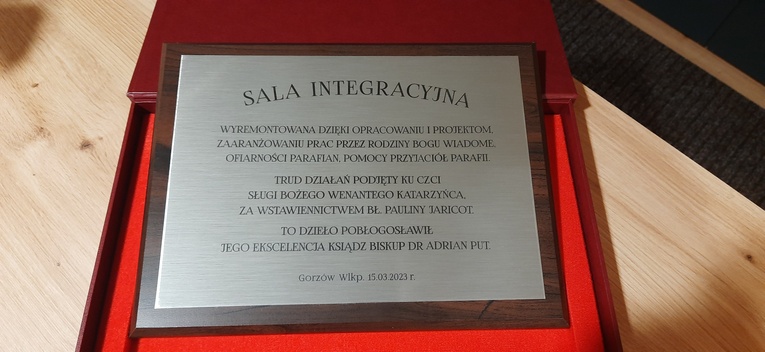 SALA INTEGRACYJNA
WYREMONTOWANA DZIĘKI OPRACOWANIU I PROJEKTOM,
ZAARANŻOWANIU PRAC PRZEZ RODZINY BOGU WIADOME,
OFIARNOŚCI PARAFIAN, POMOCY PRZYJACIÓŁ PARAFII.
TRUD DZIAŁAŃ PODJĘTY KU CZCI
SŁUGI BOŻEGO WENANTEGO KATARZYŃCA,
ZA WSTAWIENNICTWEM BŁ. PAULINY JARICOT.
TO DZIEŁO POBŁOGOSŁAWIŁ
JEGO EKSCELENCJA KSIĄDZ BISKUP DR ADRIAN PUT.
Gorzów Wlkp. 15.03.2023 r.